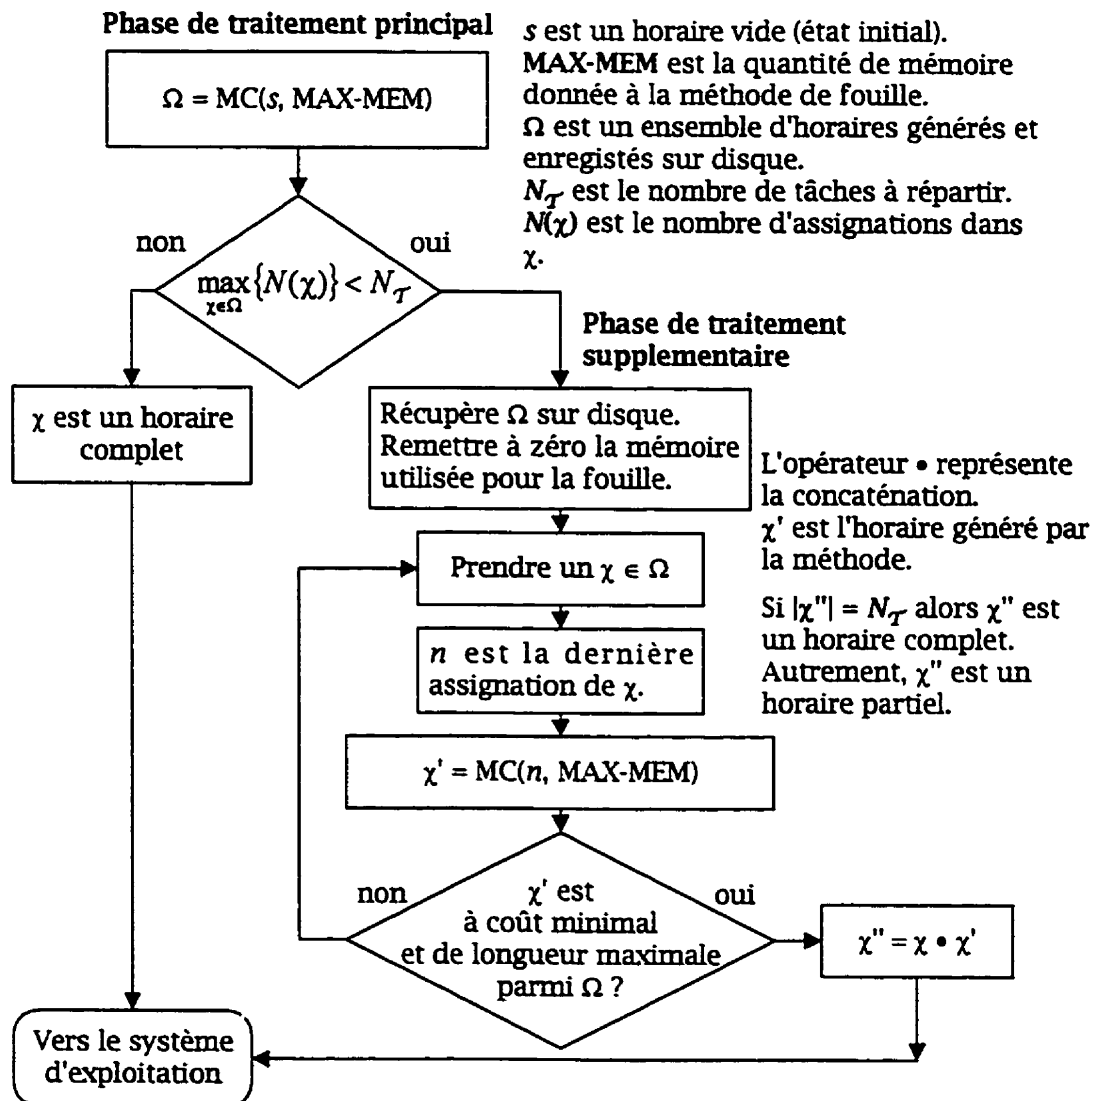 Phase de traitement principal
Ω = MC(s, MAX-MEM)
s est un horaire vide (état initial).
MAX-MEM est la quantité de mémoire
donnée à la méthode de fouille.
Ω est un ensemble d'horaires générés et
enregistés sur disque.
N_𝒯 est le nombre de tâches à répartir.
N(χ) est le nombre d'assignations dans
χ.
non
oui
max{N(χ)} < N_𝒯
χ∈Ω
Phase de traitement
supplementaire
χ est un horaire
complet
Récupère Ω sur disque.
Remettre à zéro la mémoire
utilisée pour la fouille.
L'opérateur • représente
la concaténation.
χ' est l'horaire généré par
la méthode.
Si |χ''| = N_𝒯 alors χ'' est
un horaire complet.
Autrement, χ'' est un
horaire partiel.
Prendre un χ ∈ Ω
n est la dernière
assignation de χ.
χ' = MC(n, MAX-MEM)
non
oui
χ' est
à coût minimal
et de longueur maximale
parmi Ω ?
χ'' = χ • χ'
Vers le système
d'exploitation